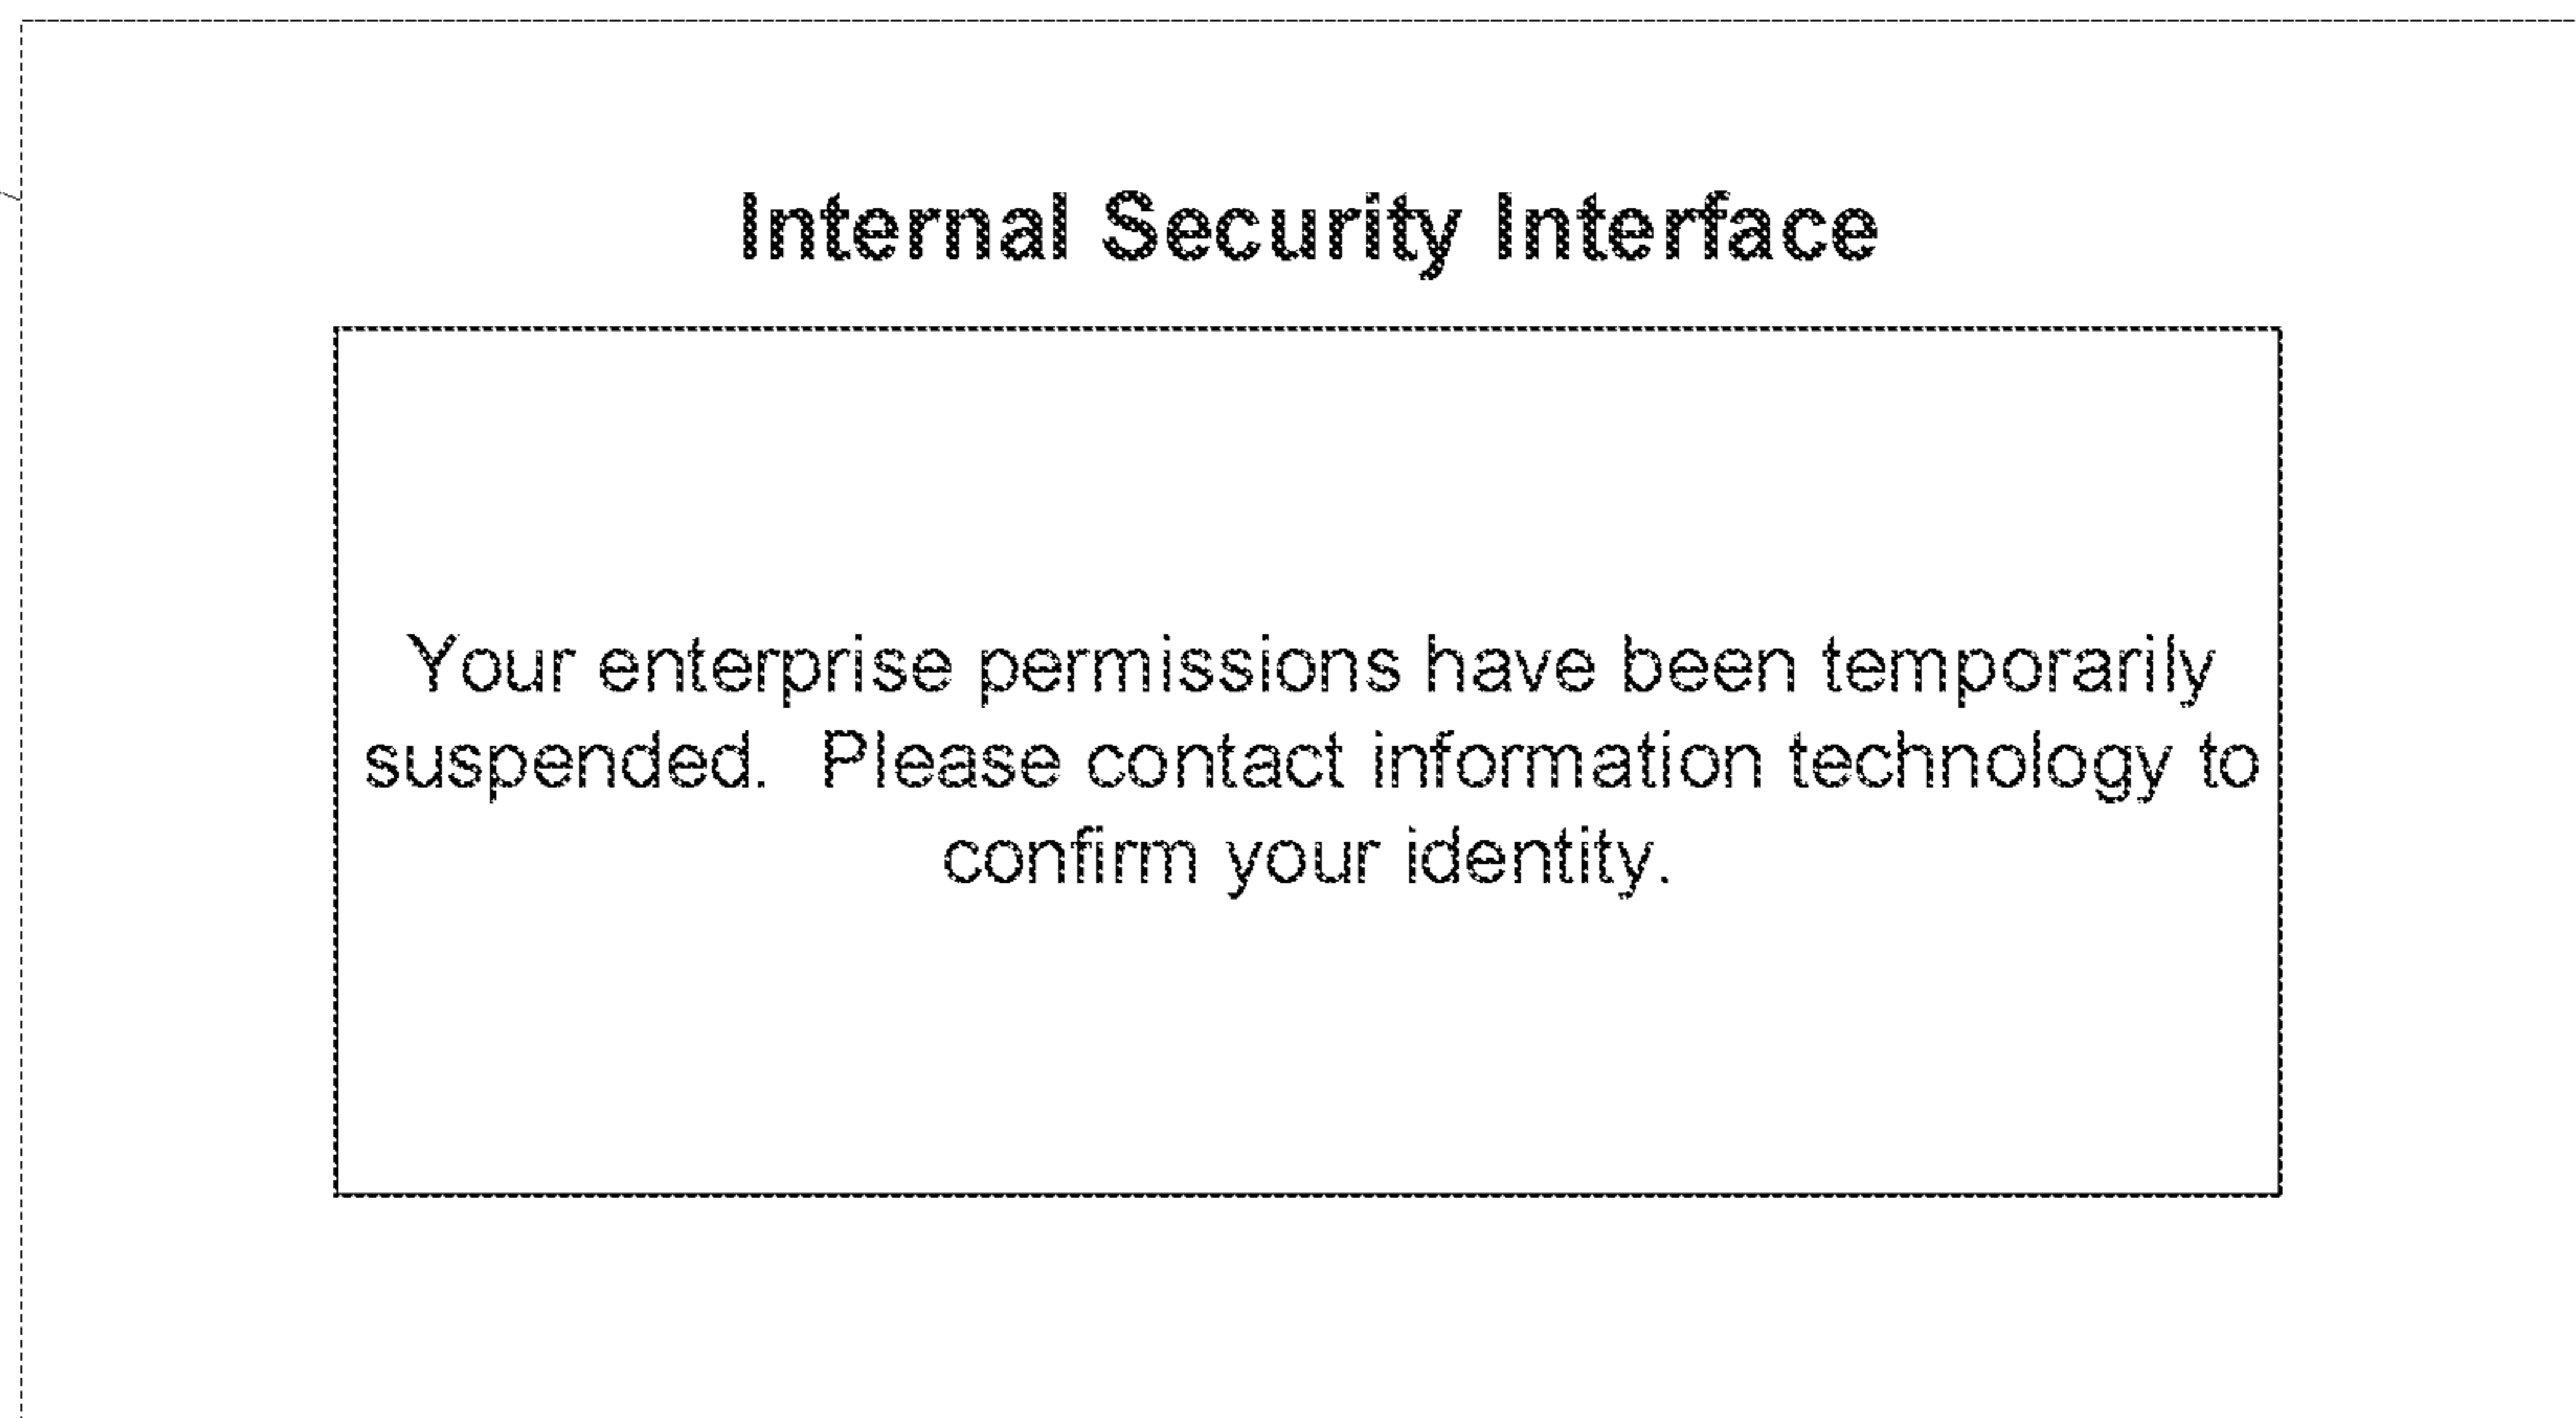 Internal Security Interface
Your enterprise permissions have been temporarily
suspended.  Please contact information technology to
confirm your identity.